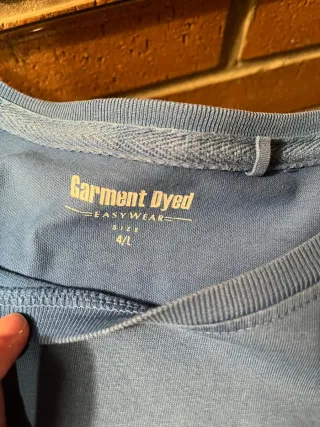 Garment Dyed
EASYWEAR
SIZE
4/L